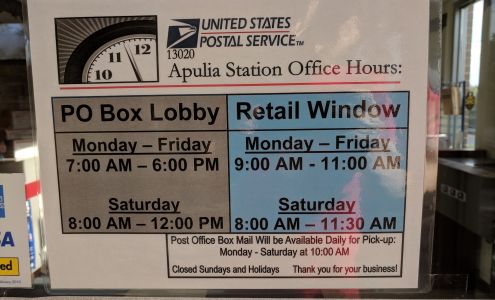 UNITED STATES
POSTAL SERVICE™
13020
12
11
10
Apulia Station Office Hours:
PO Box Lobby
Monday – Friday
7:00 AM – 6:00 PM
Saturday
8:00 AM – 12:00 PM
Retail Window
Monday – Friday
9:00 AM - 11:00 AM
Saturday
8:00 AM – 11:30 AM
Post Office Box Mail will be Available Daily for Pick-up:
Monday - Saturday at 10:00 AM
Closed Sundays and Holidays Thank you for your business!